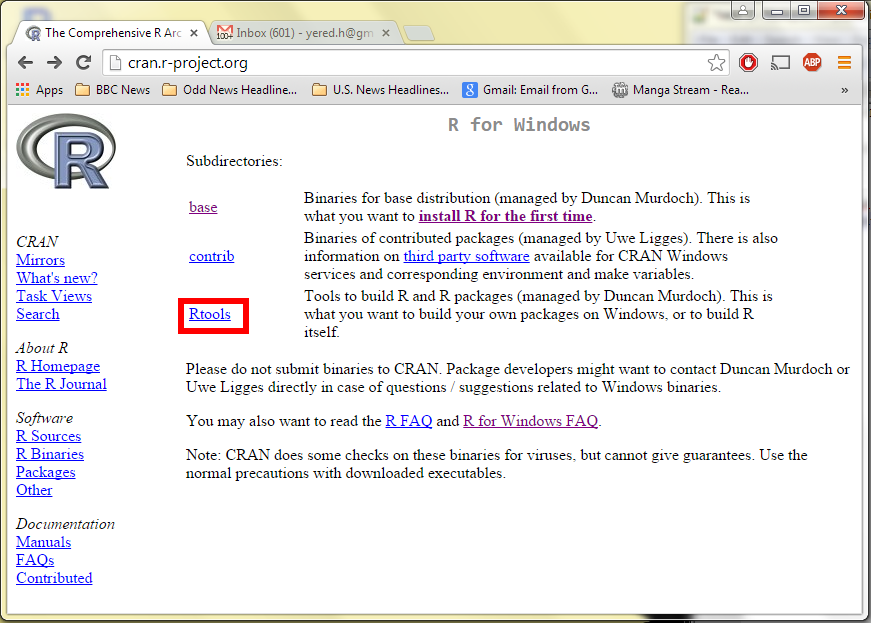 The Comprehensive R Arc
Inbox (601) - yered.h@gm
cran.r-project.org
ABP
Apps
BBC News
Odd News Headline...
U.S. News Headlines...
8 Gmail: Email from G...
Manga Stream - Rea...
»
R
R for Windows
Subdirectories:
base
Binaries for base distribution (managed by Duncan Murdoch). This is
what you want to install R for the first time.
contrib
Binaries of contributed packages (managed by Uwe Ligges). There is also
information on third party software available for CRAN Windows
services and corresponding environment and make variables.
Rtools
Tools to build R and R packages (managed by Duncan Murdoch). This is
what you want to build your own packages on Windows, or to build R
itself.
Please do not submit binaries to CRAN. Package developers might want to contact Duncan Murdoch or
Uwe Ligges directly in case of questions / suggestions related to Windows binaries.
You may also want to read the R FAQ and R for Windows FAQ.
Note: CRAN does some checks on these binaries for viruses, but cannot give guarantees. Use the
normal precautions with downloaded executables.
CRAN
Mirrors
What's new?
Task Views
Search
About R
R Homepage
The R Journal
Software
R Sources
R Binaries
Packages
Other
Documentation
Manuals
FAQs
Contributed